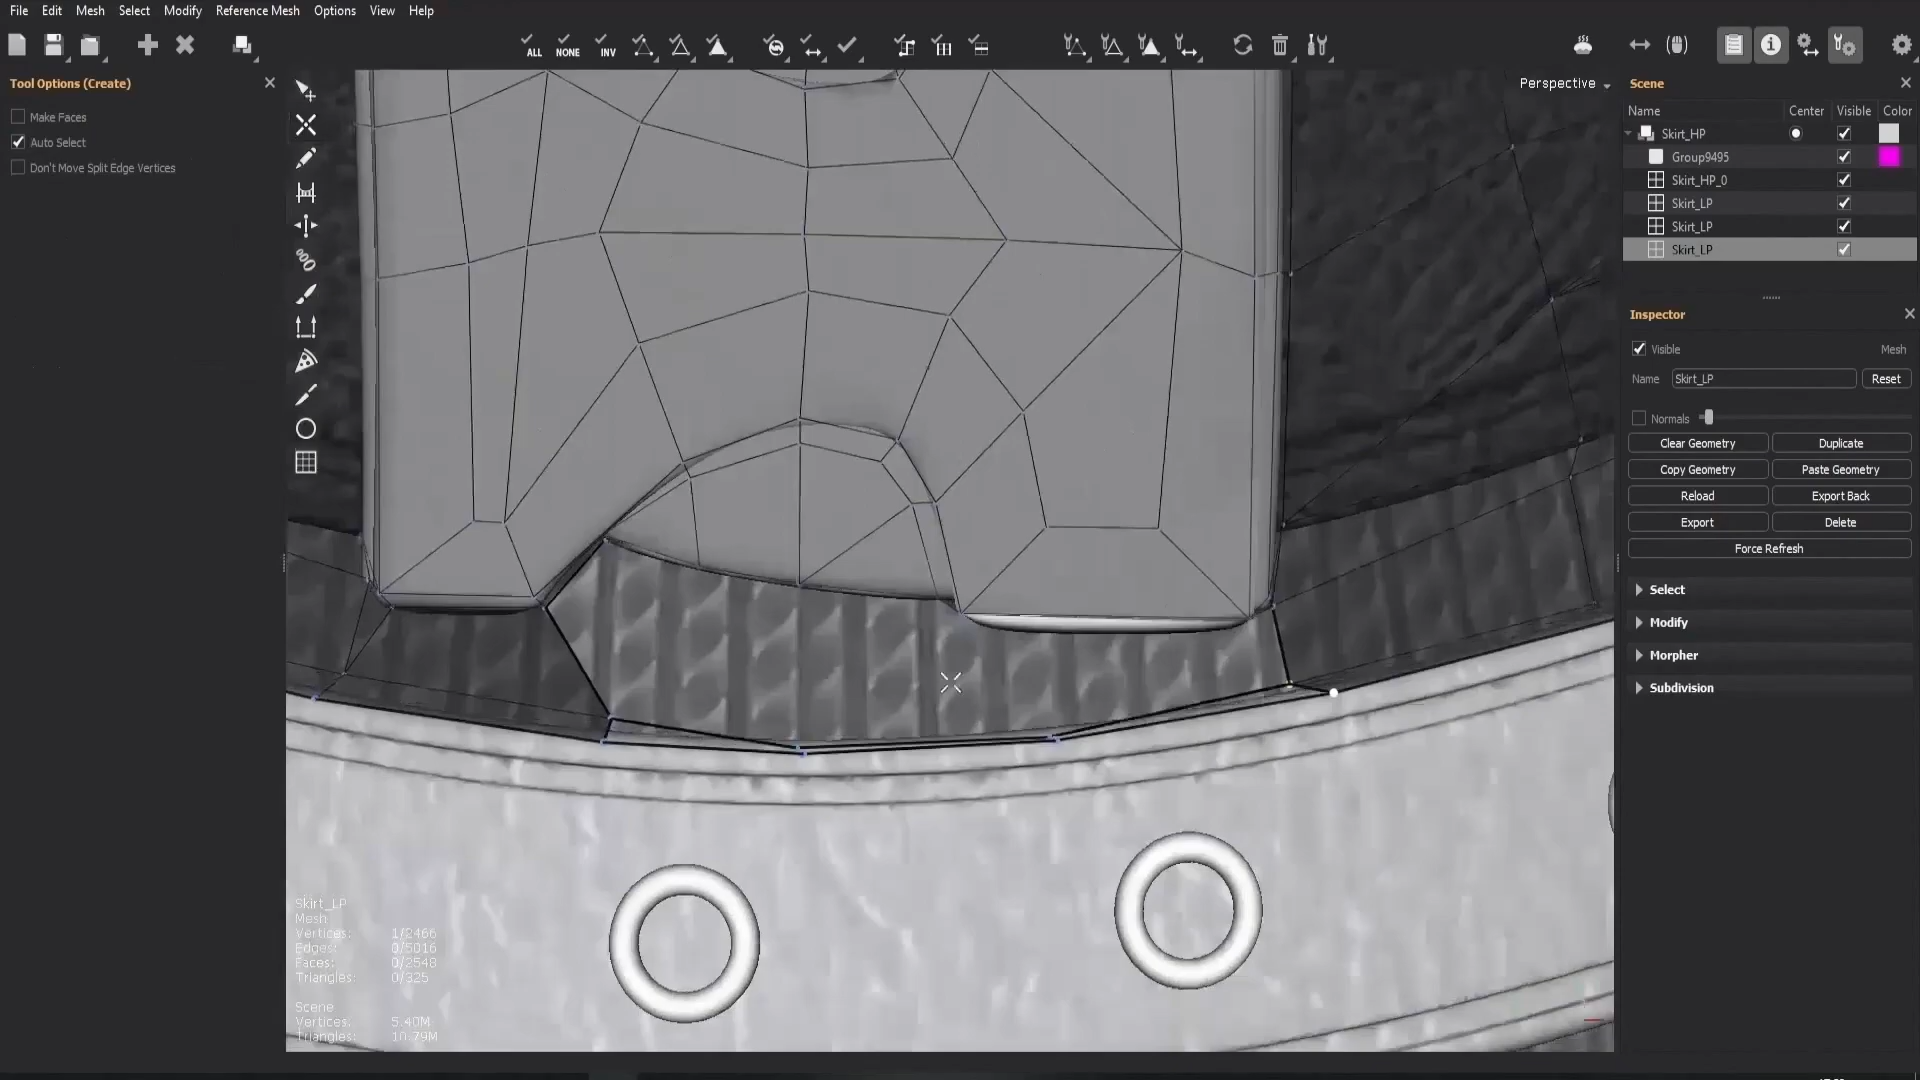 File Edit Mesh Select Modify Reference Mesh Options View Help
ALL NONE INV
Tool Options (Create)
Make Faces
Auto Select
Don't Move Split Edge Vertices
Perspective
Scene
Name Center Visible Color
Skirt_HP
Group9495
Skirt_HP_0
Skirt_LP
Skirt_LP
Skirt_LP
Inspector
Visible Mesh
Name Skirt_LP Reset
Normals
Clear Geometry Duplicate
Copy Geometry Paste Geometry
Reload Export Back
Export Delete
Force Refresh
Select
Modify
Morpher
Subdivision
Skirt_LP
Mesh
Vertices: 1/2466
Edges: 0/5016
Faces: 0/2548
Triangles: 0/325
Scene
Vertices: 5.40M
Triangles: 10.79M